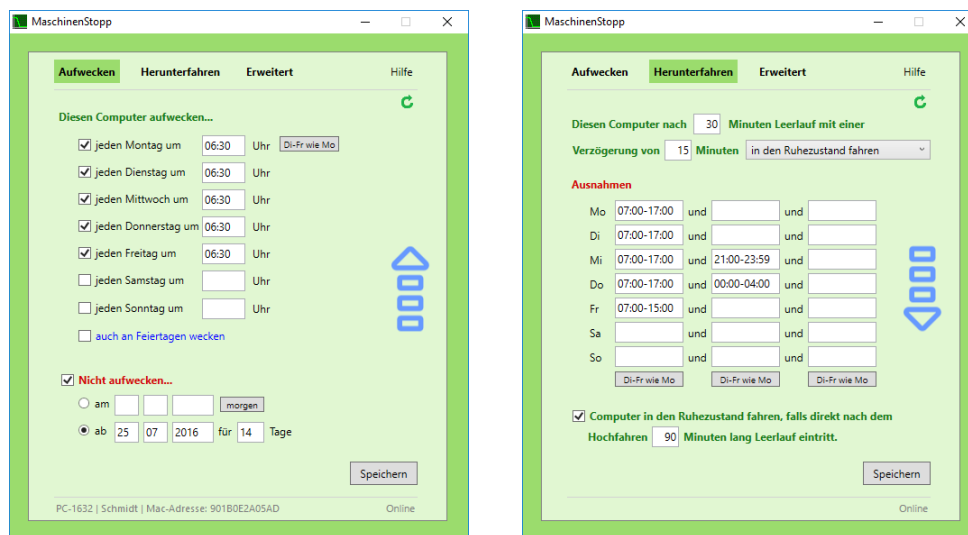 MaschinenStopp
Aufwecken Herunterfahren Erweitert Hilfe
Diesen Computer aufwecken...
jeden Montag um 06:30 Uhr Di-Fr wie Mo
jeden Dienstag um 06:30 Uhr
jeden Mittwoch um 06:30 Uhr
jeden Donnerstag um 06:30 Uhr
jeden Freitag um 06:30 Uhr
jeden Samstag um Uhr
jeden Sonntag um Uhr
auch an Feiertagen wecken
Nicht aufwecken...
am morgen
ab 25 07 2016 für 14 Tage
Speichern
PC-1632 | Schmidt | Mac-Adresse: 901B0E2A05AD Online
MaschinenStopp
Aufwecken Herunterfahren Erweitert Hilfe
Diesen Computer nach 30 Minuten Leerlauf mit einer
Verzögerung von 15 Minuten in den Ruhezustand fahren
Ausnahmen
Mo 07:00-17:00 und und
Di 07:00-17:00 und und
Mi 07:00-17:00 und 21:00-23:59 und
Do 07:00-17:00 und 00:00-04:00 und
Fr 07:00-15:00 und und
Sa und und
So und und
Di-Fr wie Mo Di-Fr wie Mo Di-Fr wie Mo
Computer in den Ruhezustand fahren, falls direkt nach dem
Hochfahren 90 Minuten lang Leerlauf eintritt.
Speichern
Online